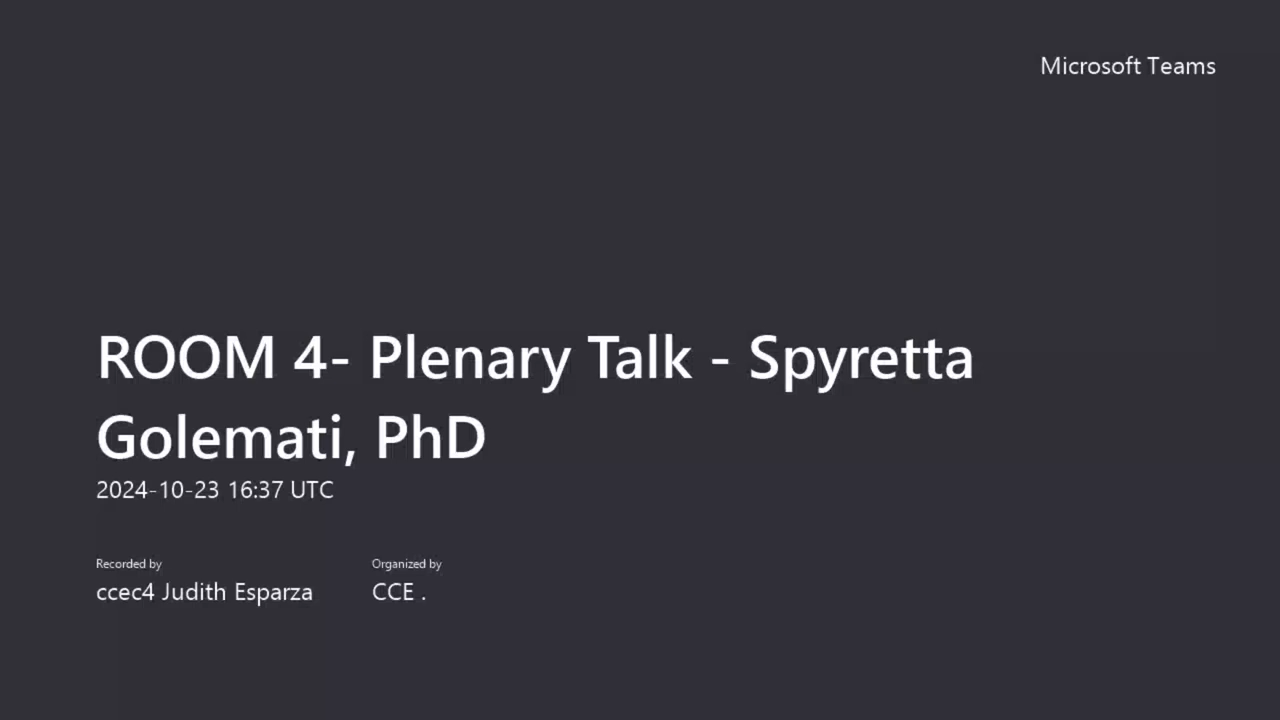 Microsoft Teams
ROOM 4- Plenary Talk - Spyretta
Golemati, PhD
2024-10-23 16:37 UTC
Recorded by
Organized by
ccec4 Judith Esparza
CCE .